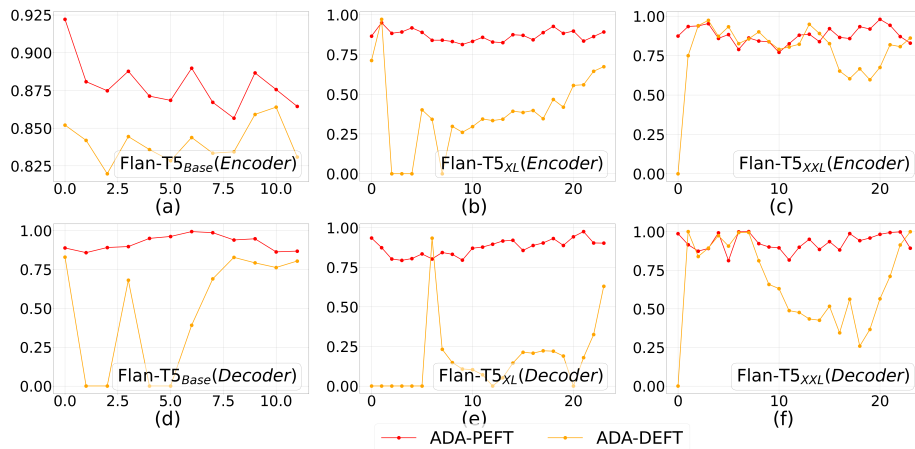 0.925
0.900
0.875
0.850
0.825
Flan-T5Base(Encoder)
0.0 2.5 5.0 7.5 10.0
(a)
1.00
0.75
0.50
0.25
0.00
Flan-T5XL(Encoder)
0 10 20
(b)
1.00
0.75
0.50
0.25
0.00
Flan-T5XXL(Encoder)
0 10 20
(c)
1.00
0.75
0.50
0.25
0.00
Flan-T5Base(Decoder)
0.0 2.5 5.0 7.5 10.0
(d)
1.00
0.75
0.50
0.25
0.00
Flan-T5XL(Decoder)
0 10 20
(e)
1.00
0.75
0.50
0.25
0.00
Flan-T5XXL(Decoder)
0 10 20
(f)
ADA-PEFT ADA-DEFT